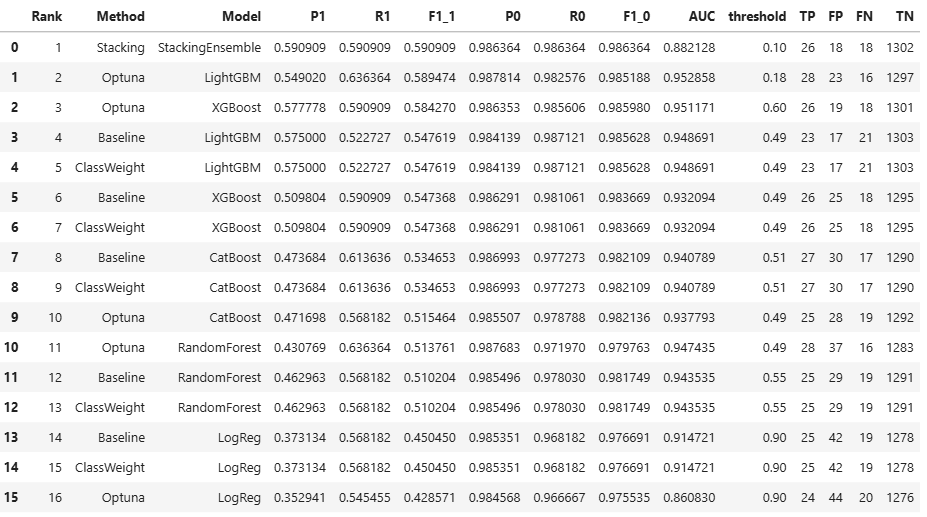 Rank Method Model P1 R1 F1_1 P0 R0 F1_0 AUC threshold TP FP FN TN
0 1 Stacking StackingEnsemble 0.590909 0.590909 0.590909 0.986364 0.986364 0.986364 0.882128 0.10 26 18 18 1302
1 2 Optuna LightGBM 0.549020 0.636364 0.589474 0.987814 0.982576 0.985188 0.952858 0.18 28 23 16 1297
2 3 Optuna XGBoost 0.577778 0.590909 0.584270 0.986353 0.985606 0.985980 0.951171 0.60 26 19 18 1301
3 4 Baseline LightGBM 0.575000 0.522727 0.547619 0.984139 0.987121 0.985628 0.948691 0.49 23 17 21 1303
4 5 ClassWeight LightGBM 0.575000 0.522727 0.547619 0.984139 0.987121 0.985628 0.948691 0.49 23 17 21 1303
5 6 Baseline XGBoost 0.509804 0.590909 0.547368 0.986291 0.981061 0.983669 0.932094 0.49 26 25 18 1295
6 7 ClassWeight XGBoost 0.509804 0.590909 0.547368 0.986291 0.981061 0.983669 0.932094 0.49 26 25 18 1295
7 8 Baseline CatBoost 0.473684 0.613636 0.534653 0.986993 0.977273 0.982109 0.940789 0.51 27 30 17 1290
8 9 ClassWeight CatBoost 0.473684 0.613636 0.534653 0.986993 0.977273 0.982109 0.940789 0.51 27 30 17 1290
9 10 Optuna CatBoost 0.471698 0.568182 0.515464 0.985507 0.978788 0.982136 0.937793 0.49 25 28 19 1292
10 11 Optuna RandomForest 0.430769 0.636364 0.513761 0.987683 0.971970 0.979763 0.947435 0.49 28 37 16 1283
11 12 Baseline RandomForest 0.462963 0.568182 0.510204 0.985496 0.978030 0.981749 0.943535 0.55 25 29 19 1291
12 13 ClassWeight RandomForest 0.462963 0.568182 0.510204 0.985496 0.978030 0.981749 0.943535 0.55 25 29 19 1291
13 14 Baseline LogReg 0.373134 0.568182 0.450450 0.985351 0.968182 0.976691 0.914721 0.90 25 42 19 1278
14 15 ClassWeight LogReg 0.373134 0.568182 0.450450 0.985351 0.968182 0.976691 0.914721 0.90 25 42 19 1278
15 16 Optuna LogReg 0.352941 0.545455 0.428571 0.984568 0.966667 0.975535 0.860830 0.90 24 44 20 1276